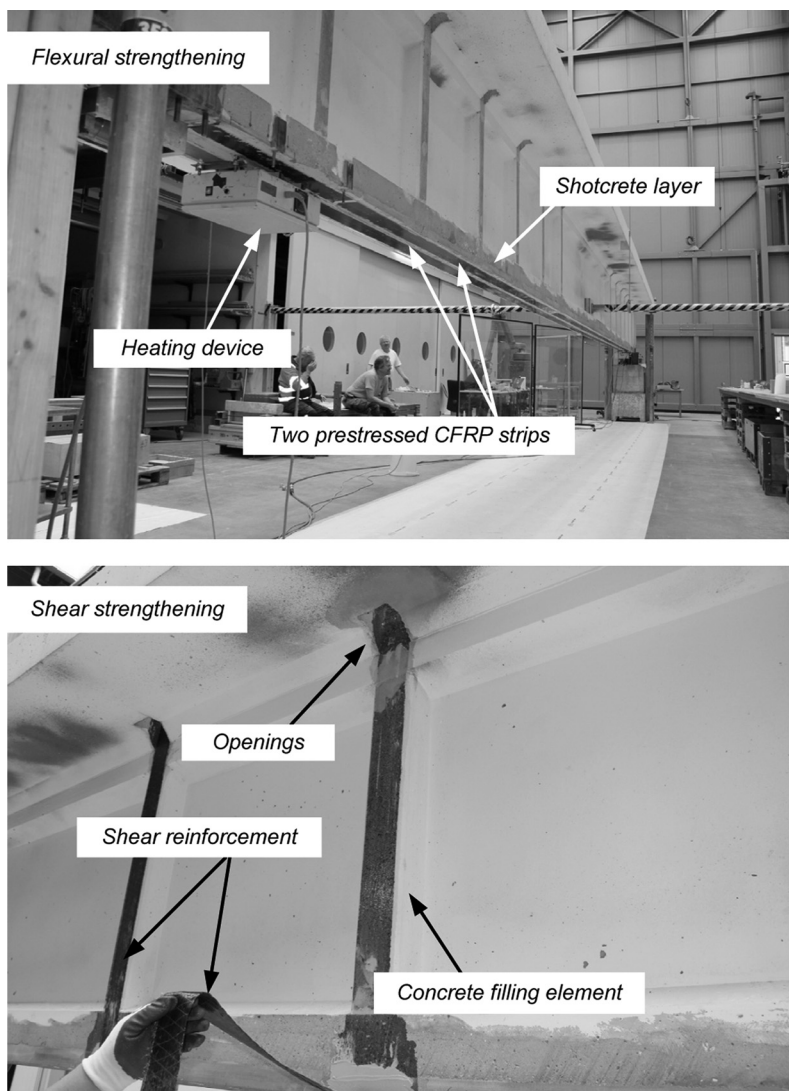 Flexural strengthening
Shotcrete layer
Heating device
Two prestressed CFRP strips
Shear strengthening
Openings
Shear reinforcement
Concrete filling element